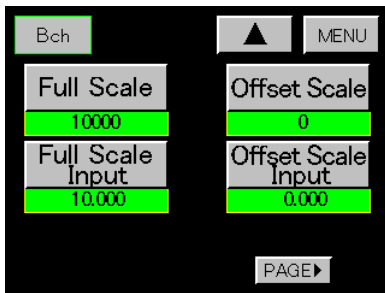 Bch
▲
MENU
Full Scale
Offset Scale
10000
0
Full Scale
Input
Offset Scale
Input
10.000
0.000
PAGE▶